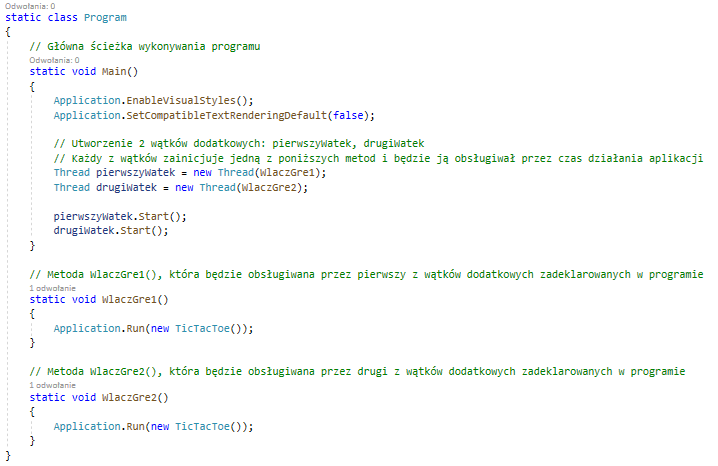 Odwołania: 0
static class Program
{
// Główna ścieżka wykonywania programu
Odwołania: 0
static void Main()
{
Application.EnableVisualStyles();
Application.SetCompatibleTextRenderingDefault(false);
// Utworzenie 2 wątków dodatkowych: pierwszyWatek, drugiWatek
// Każdy z wątków zainicjuje jedną z poniższych metod i będzie ją obsługiwał przez czas działania aplikacji
Thread pierwszyWatek = new Thread(WlaczGre1);
Thread drugiWatek = new Thread(WlaczGre2);
pierwszyWatek.Start();
drugiWatek.Start();
}
// Metoda WlaczGre1(), która będzie obsługiwana przez pierwszy z wątków dodatkowych zadeklarowanych w programie
1 odwołanie
static void WlaczGre1()
{
Application.Run(new TicTacToe());
}
// Metoda WlaczGre2(), która będzie obsługiwana przez drugi z wątków dodatkowych zadeklarowanych w programie
1 odwołanie
static void WlaczGre2()
{
Application.Run(new TicTacToe());
}
}